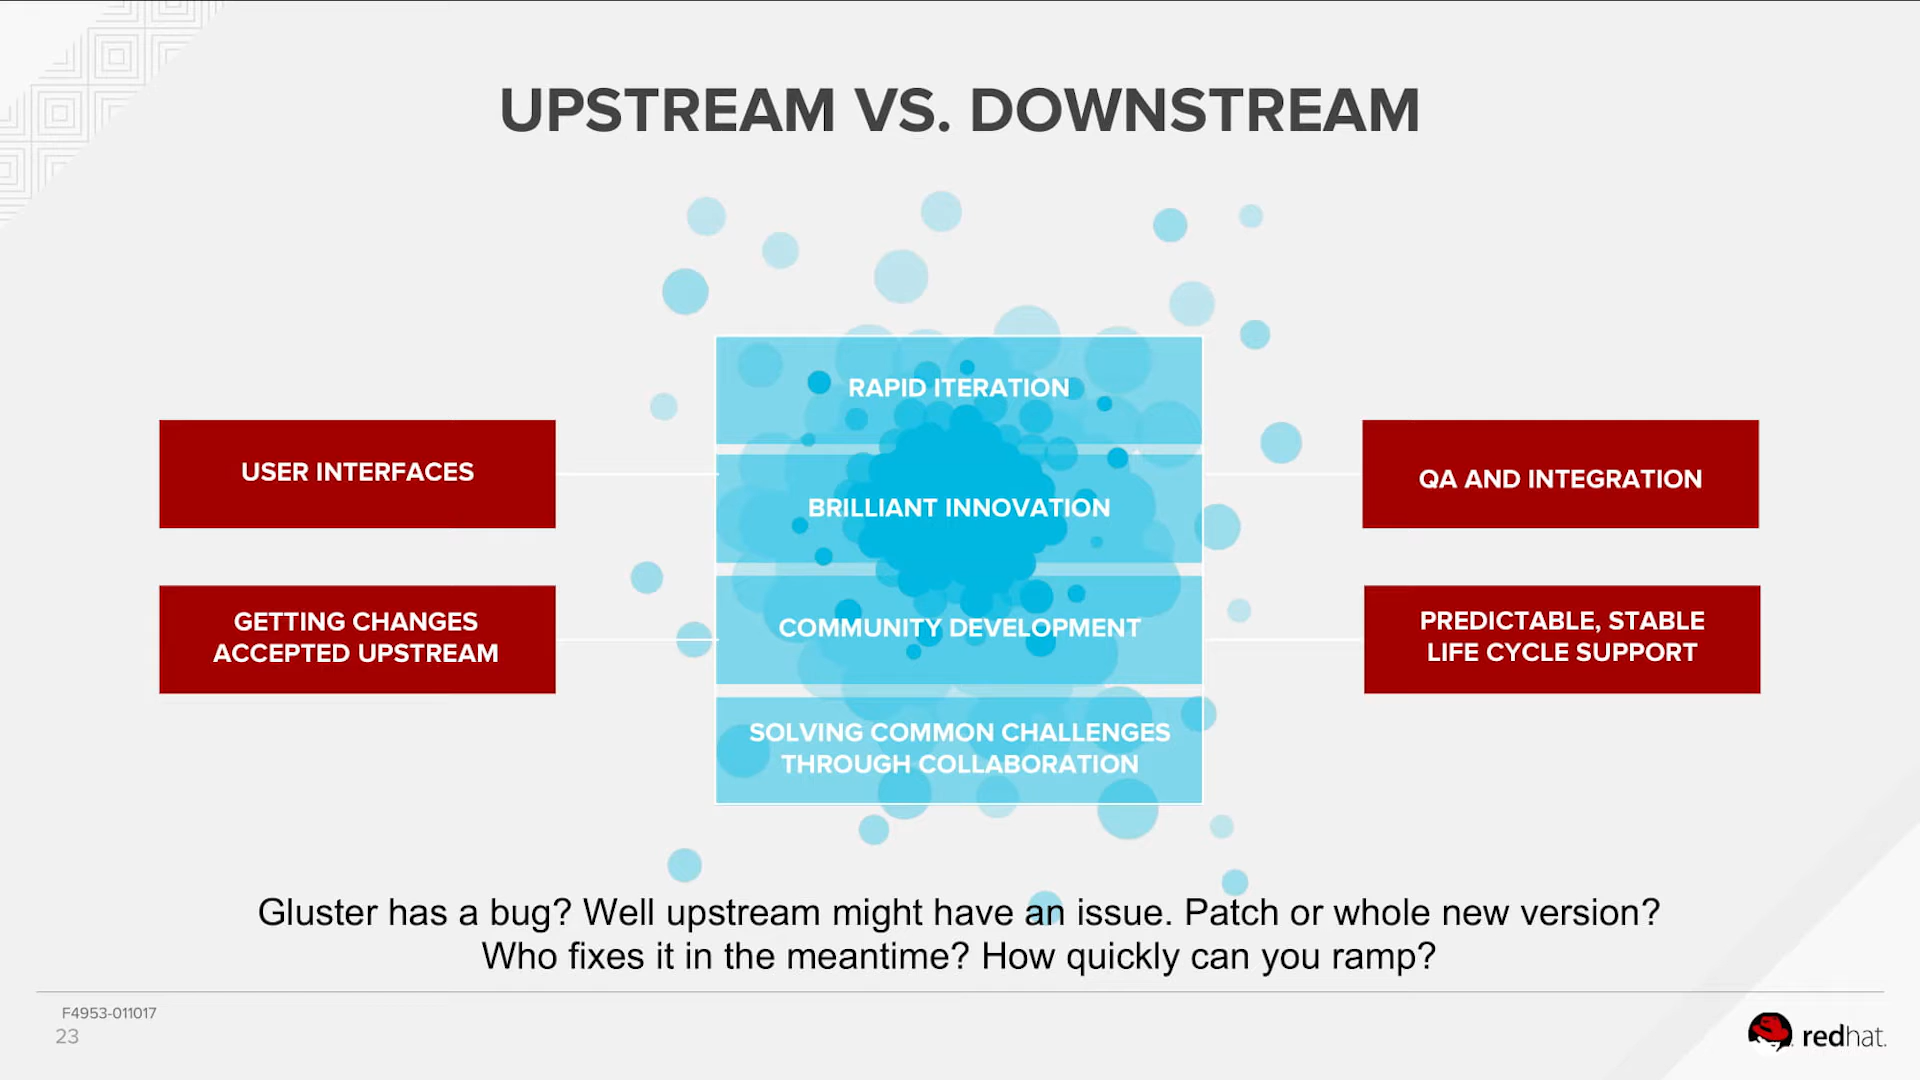 UPSTREAM VS. DOWNSTREAM
RAPID ITERATION
BRILLIANT INNOVATION
COMMUNITY DEVELOPMENT
SOLVING COMMON CHALLENGES
THROUGH COLLABORATION
USER INTERFACES
GETTING CHANGES
ACCEPTED UPSTREAM
QA AND INTEGRATION
PREDICTABLE, STABLE
LIFE CYCLE SUPPORT
Gluster has a bug? Well upstream might have an issue. Patch or whole new version?
Who fixes it in the meantime? How quickly can you ramp?
F4953-011017
23
redhat.